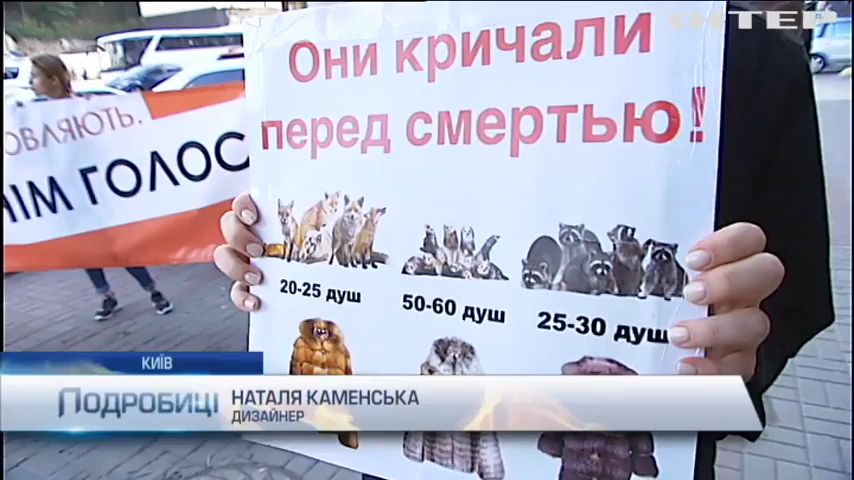 ІНТЕР
Они кричали
перед смертью!
ОВЛЯЮТЬ.
НІМ ГОЛОС
20-25 душ
50-60 душ
25-30 душ
КИЇВ
ПОДРОБИЦІ
НАТАЛЯ КАМЕНСЬКА
ДИЗАЙНЕР